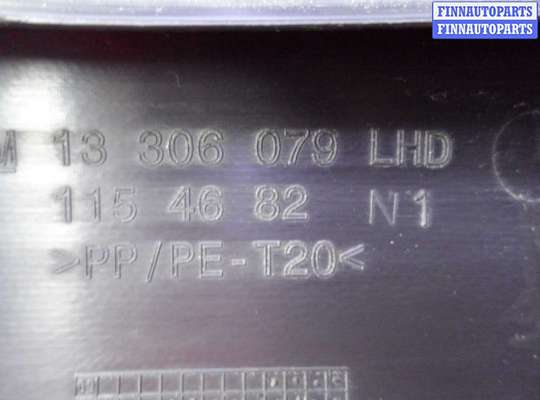 FINNAUTOPARTS
FINNAUTOPARTS
M 13 306 079 LHD
115 46 82 N1
>PP/PE-T20<